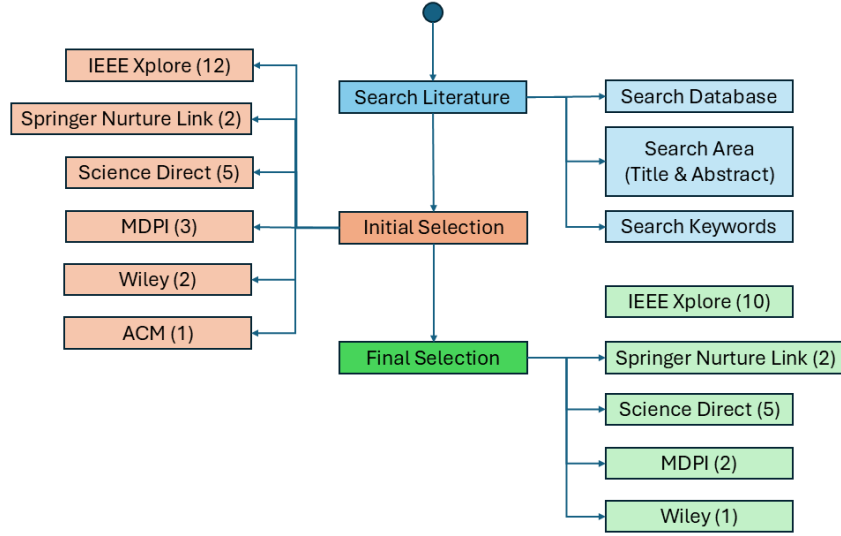 IEEE Xplore (12)
Springer Nurture Link (2)
Science Direct (5)
MDPI (3)
Wiley (2)
ACM (1)
Search Literature
Initial Selection
Final Selection
Search Database
Search Area
(Title & Abstract)
Search Keywords
IEEE Xplore (10)
Springer Nurture Link (2)
Science Direct (5)
MDPI (2)
Wiley (1)